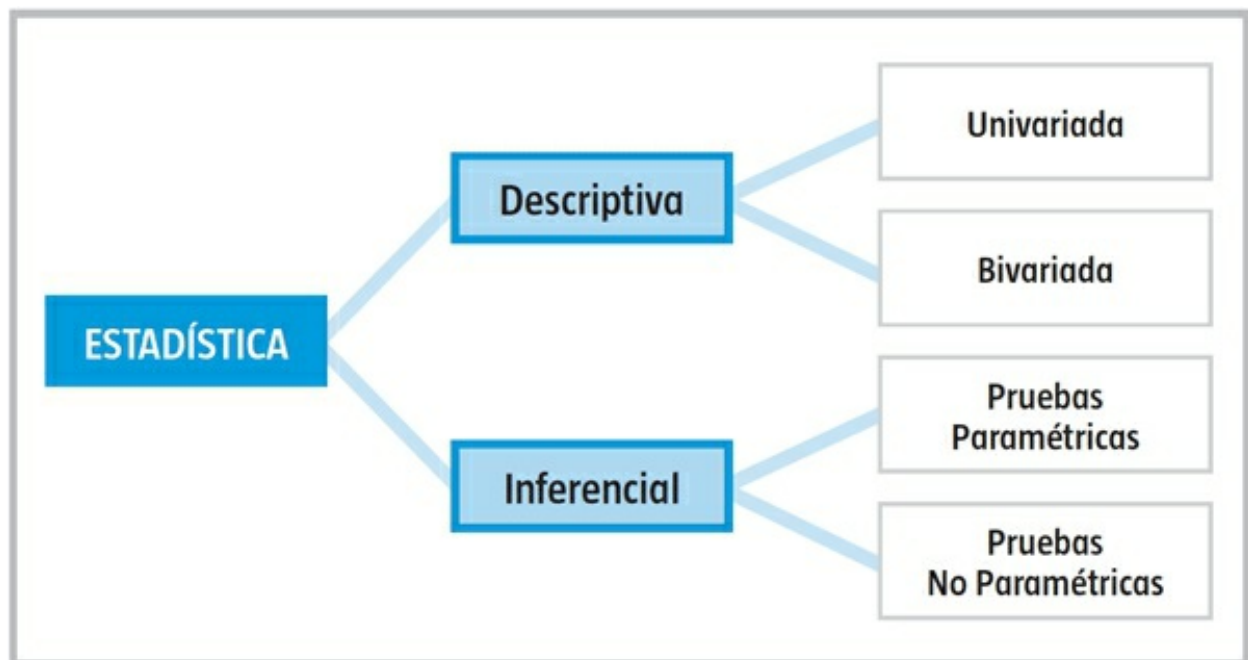 ESTADÍSTICA
Descriptiva
Univariada
Bivariada
Inferencial
Pruebas
Paramétricas
Pruebas
No Paramétricas